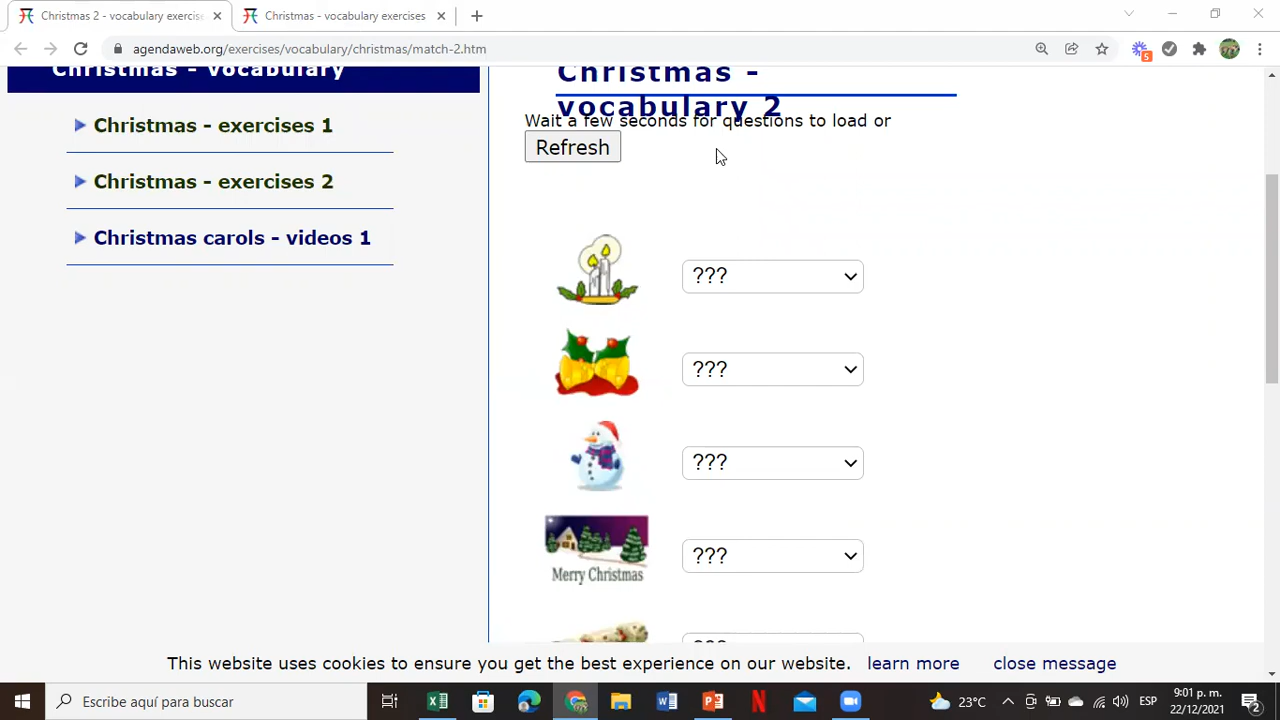 Christmas 2 - vocabulary exercise
Christmas - vocabulary exercises
agendaweb.org/exercises/vocabulary/christmas/match-2.htm
5
Christmas - vocabulary
Christmas - exercises 1
Christmas - exercises 2
Christmas carols - videos 1
Christmas -
vocabulary 2
Wait a few seconds for questions to load or
Refresh
???
???
???
Merry Christmas
???
???
This website uses cookies to ensure you get the best experience on our website. learn more close message
Escribe aquí para buscar
23°C
ESP
9:01 p. m.
22/12/2021
2